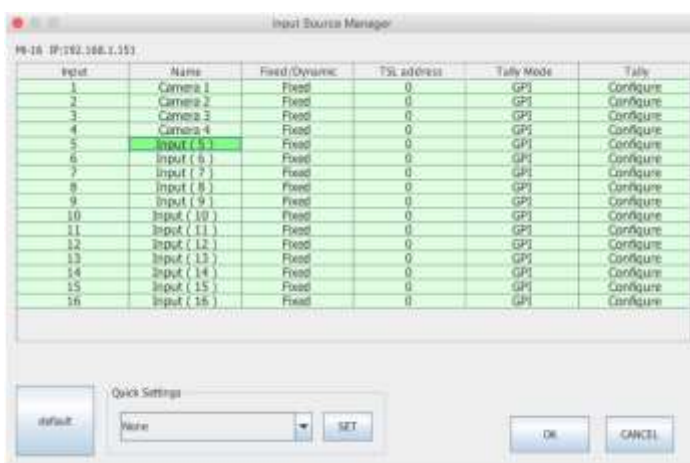 Input Source Manager
MI-16 IP:192.168.1.151
Input Name Fixed/Dynamic TSL address Tally Mode Tally
1 Camera 1 Fixed 0 GPI Configure
2 Camera 2 Fixed 0 GPI Configure
3 Camera 3 Fixed 0 GPI Configure
4 Camera 4 Fixed 0 GPI Configure
5 Input ( 5 ) Fixed 0 GPI Configure
6 Input ( 6 ) Fixed 0 GPI Configure
7 Input ( 7 ) Fixed 0 GPI Configure
8 Input ( 8 ) Fixed 0 GPI Configure
9 Input ( 9 ) Fixed 0 GPI Configure
10 Input ( 10 ) Fixed 0 GPI Configure
11 Input ( 11 ) Fixed 0 GPI Configure
12 Input ( 12 ) Fixed 0 GPI Configure
13 Input ( 13 ) Fixed 0 GPI Configure
14 Input ( 14 ) Fixed 0 GPI Configure
15 Input ( 15 ) Fixed 0 GPI Configure
16 Input ( 16 ) Fixed 0 GPI Configure
Quick Settings
default None SET OK CANCEL